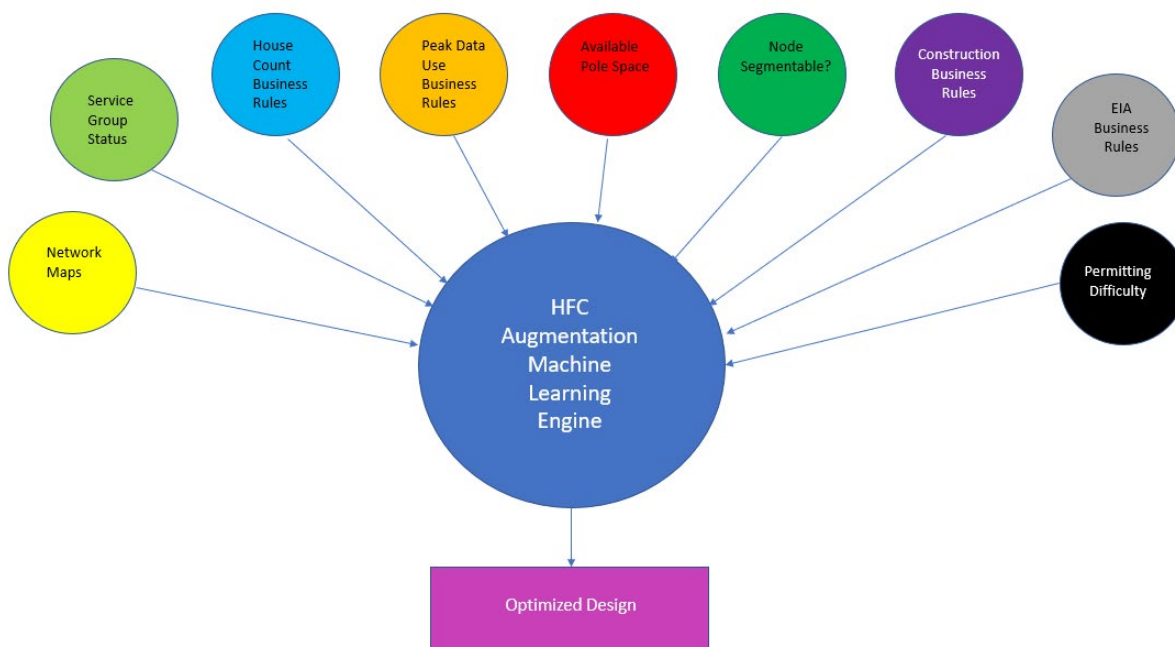 House
Count
Business
Rules
Peak Data
Use
Business
Rules
Available
Pole Space
Node
Segmentable?
Construction
Business
Rules
Service
Group
Status
EIA
Business
Rules
Network
Maps
Permitting
Difficulty
HFC
Augmentation
Machine
Learning
Engine
Optimized Design